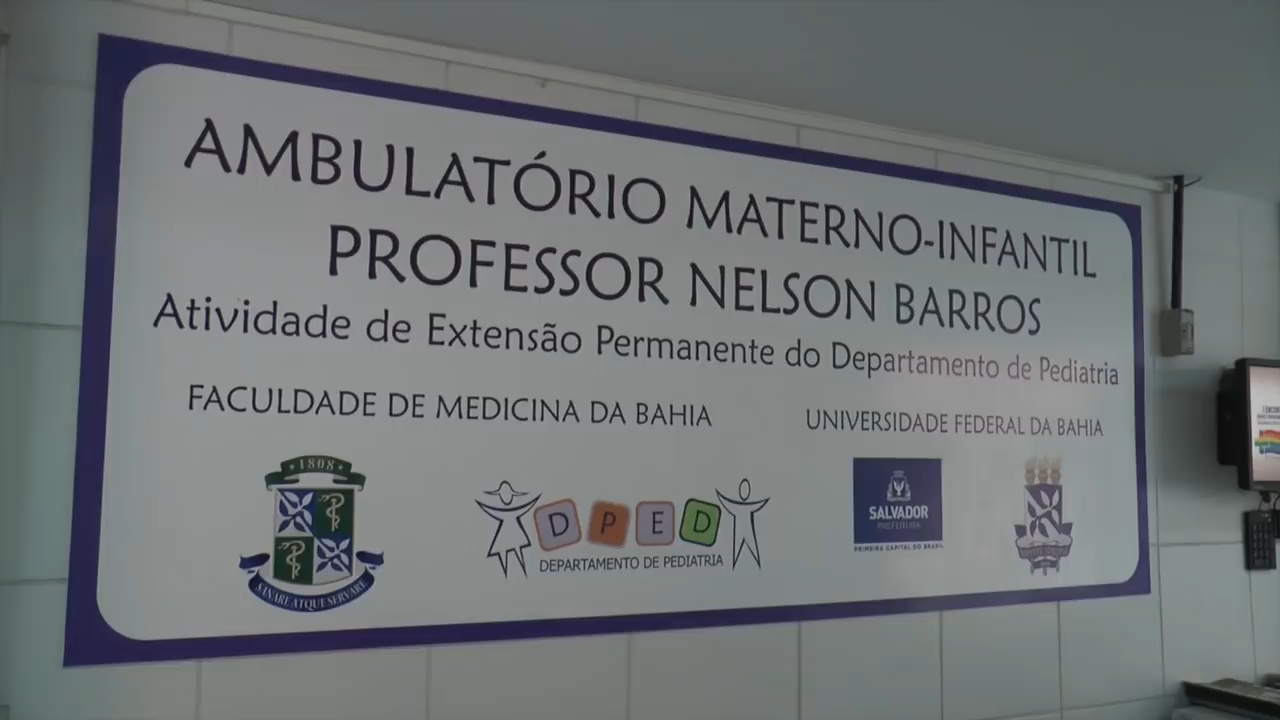 AMBULATÓRIO MATERNO-INFANTIL
PROFESSOR NELSON BARROS
Atividade de Extensão Permanente do Departamento de Pediatria
FACULDADE DE MEDICINA DA BAHIA
UNIVERSIDADE FEDERAL DA BAHIA
1808
SANARE ATQUE SERVARE
D P E D
DEPARTAMENTO DE PEDIATRIA
SALVADOR
PREFEITURA
PRIMEIRA CAPITAL DO BRASIL